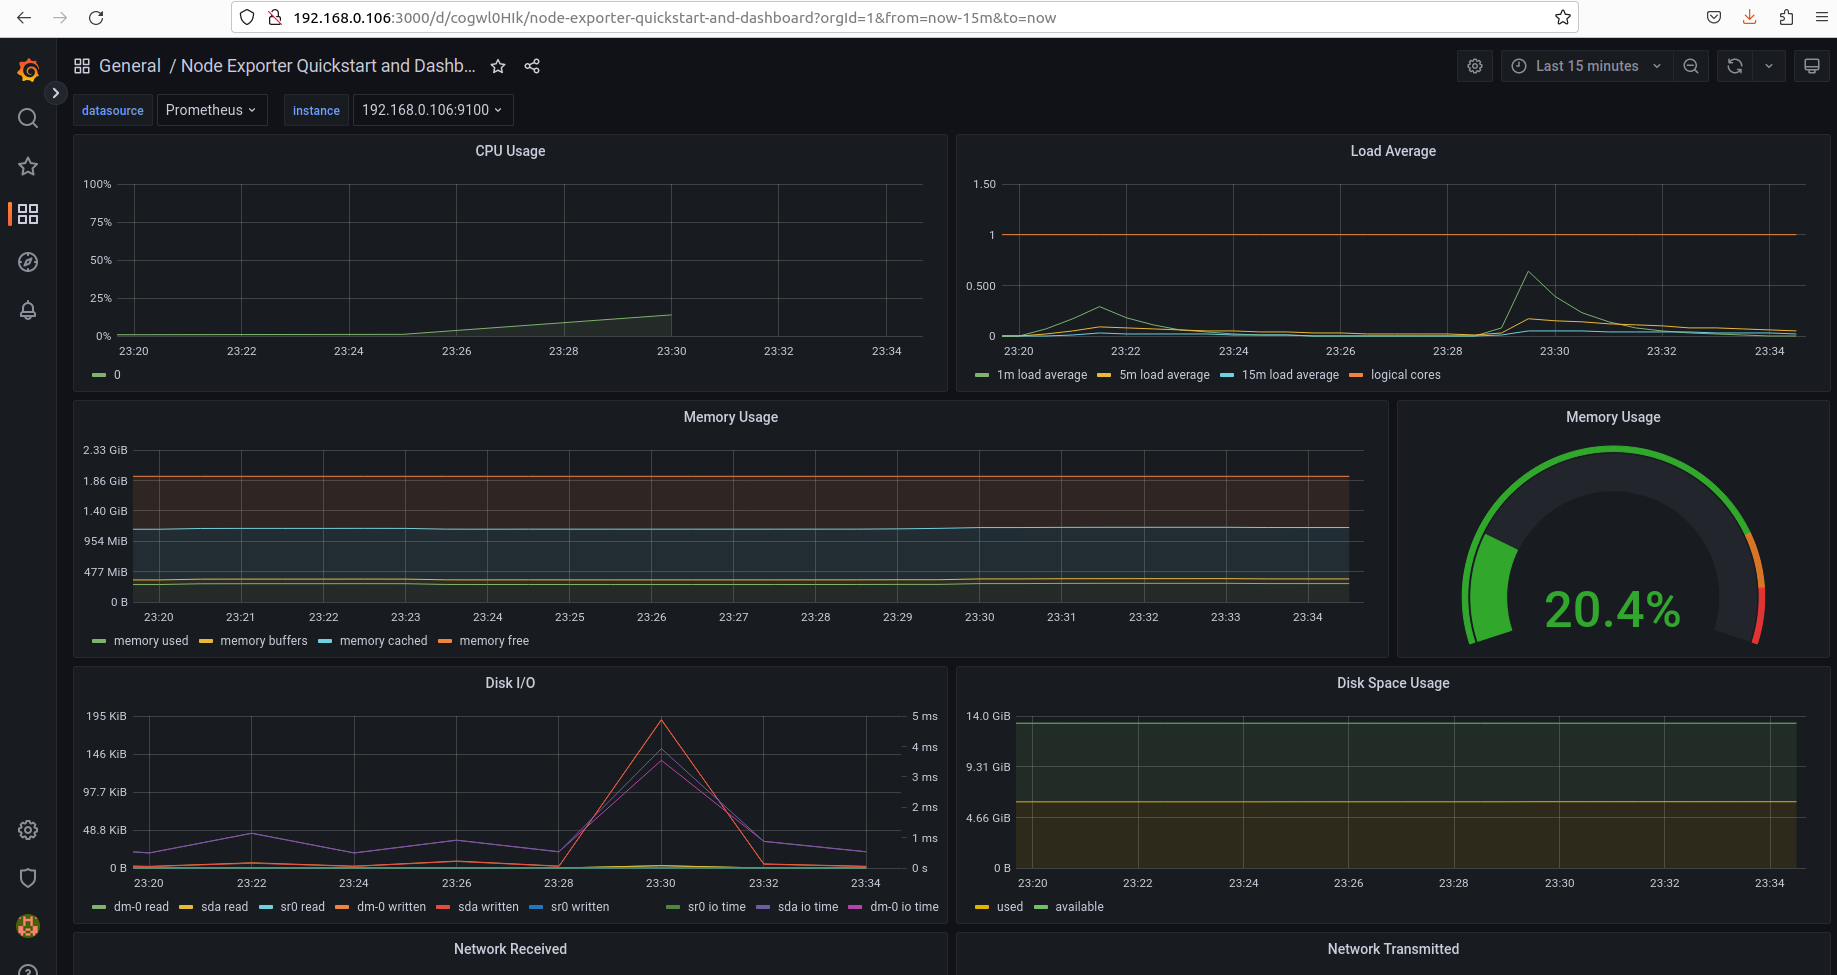 192.168.0.106:3000/d/cogwl0HIk/node-exporter-quickstart-and-dashboard?orgId=1&from=now-15m&to=now
General / Node Exporter Quickstart and Dashb...
Last 15 minutes
datasource Prometheus instance 192.168.0.106:9100
CPU Usage
100%
75%
50%
25%
0%
23:20 23:22 23:24 23:26 23:28 23:30 23:32 23:34
0
Load Average
1.50
1
0.500
0
23:20 23:22 23:24 23:26 23:28 23:30 23:32 23:34
1m load average 5m load average 15m load average logical cores
Memory Usage
2.33 GiB
1.86 GiB
1.40 GiB
954 MiB
477 MiB
0 B
23:20 23:21 23:22 23:23 23:24 23:25 23:26 23:27 23:28 23:29 23:30 23:31 23:32 23:33 23:34
memory used memory buffers memory cached memory free
Memory Usage
20.4%
Disk I/O
195 KiB
146 KiB
97.7 KiB
48.8 KiB
0 B
5 ms
4 ms
3 ms
2 ms
1 ms
0 s
23:20 23:22 23:24 23:26 23:28 23:30 23:32 23:34
dm-0 read sda read sr0 read dm-0 written sda written sr0 written sr0 io time sda io time dm-0 io time
Disk Space Usage
14.0 GiB
9.31 GiB
4.66 GiB
0 B
23:20 23:22 23:24 23:26 23:28 23:30 23:32 23:34
used available
Network Received
Network Transmitted